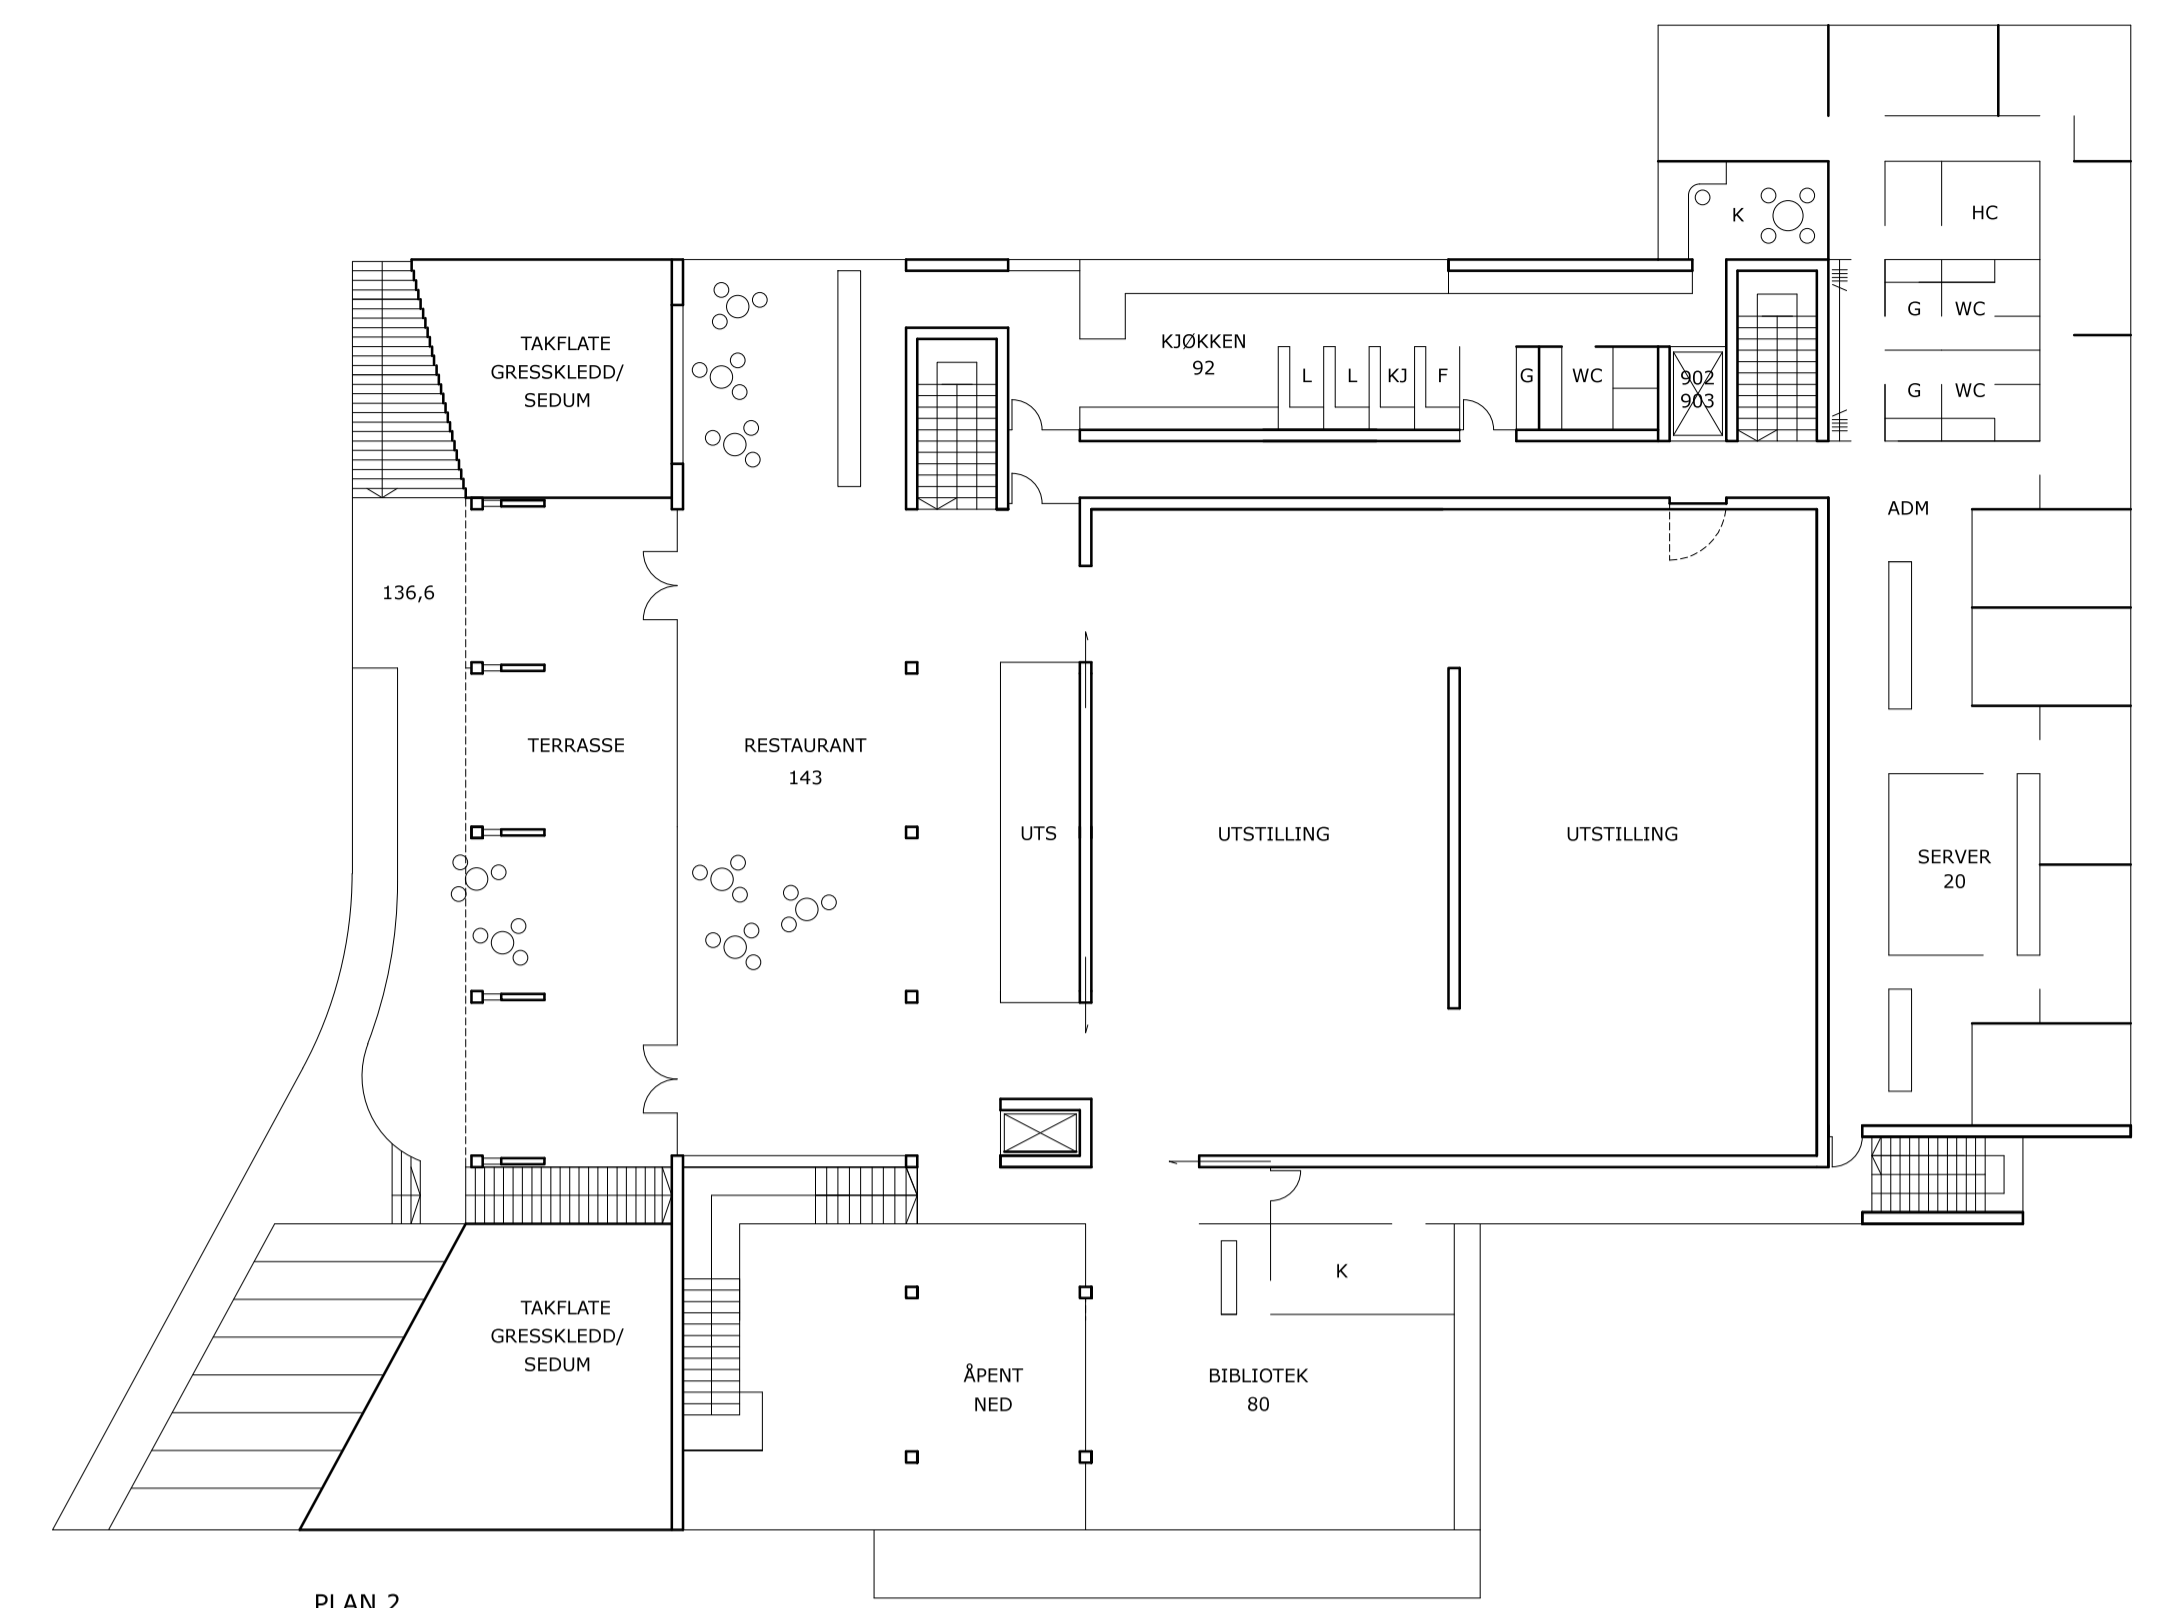 K
HC
G WC
TAKFLATE
GRESSKLEDD/
SEDUM
KJØKKEN
92
L L KJ F G WC
902
903
G WC
ADM
136,6
TERRASSE
RESTAURANT
143
UTS
UTSTILLING
UTSTILLING
SERVER
20
K
TAKFLATE
GRESSKLEDD/
SEDUM
ÅPENT
NED
BIBLIOTEK
80
PLAN 2